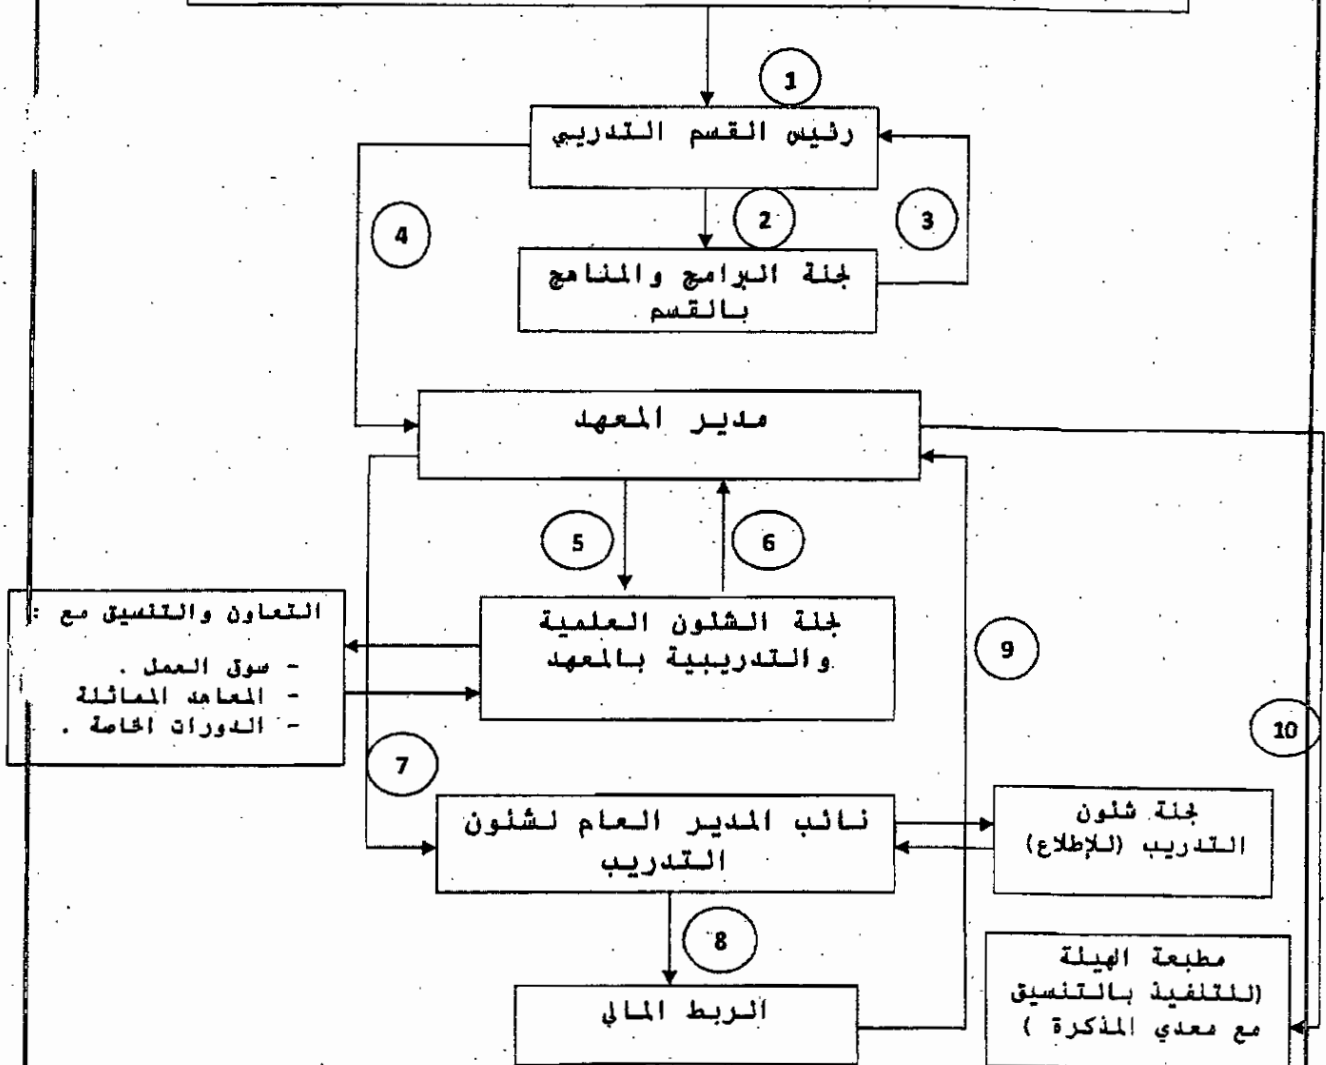 1
رئيس القسم التدريبي
2
3
4
لجنة البرامج والمناهج
بالقسم
مدير المعهد
5
6
التعاون والتنسيق مع :
- سوق العمل .
- المعاهد المماثلة
- الدورات الخاصة .
لجنة الشئون العلمية
والتدريبية بالمعهد
9
10
7
نائب المدير العام لشئون
التدريب
لجنة شئون
التدريب (للإطلاع)
8
الربط المالي
مطبعة الهيئة
(للتنفيذ بالتنسيق
مع معدي المذكرة )